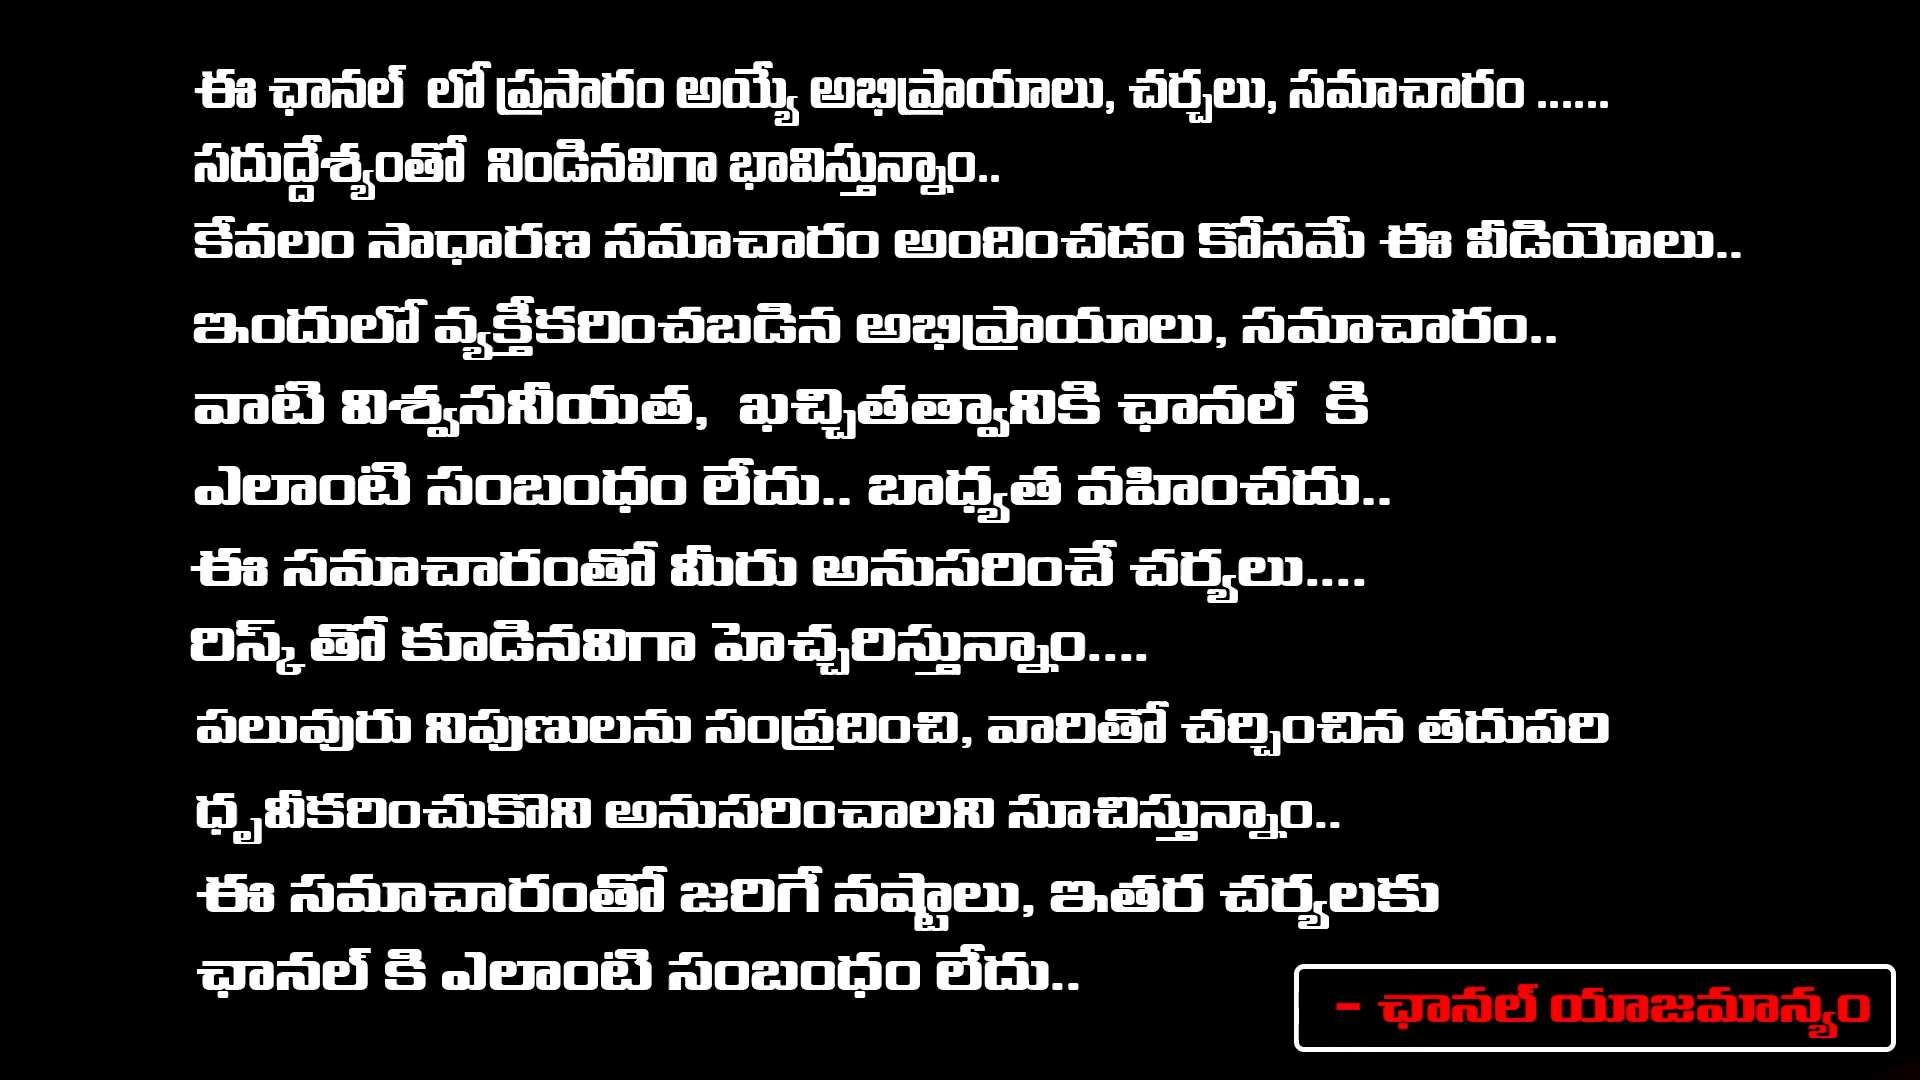 ఈ ఛానల్ లో ప్రసారం అయ్యే అభిప్రాయాలు, చర్చలు, సమాచారం ......
సదుద్దేశ్యంతో నిండినవిగా భావిస్తున్నాం..
కేవలం సాధారణ సమాచారం అందించడం కోసమే ఈ వీడియోలు..
ఇందులో వ్యక్తీకరించబడిన అభిప్రాయాలు, సమాచారం..
వాటి విశ్వసనీయత, ఖచ్చితత్వానికి ఛానల్ కి
ఎలాంటి సంబంధం లేదు.. బాధ్యత వహించదు..
ఈ సమాచారంతో మీరు అనుసరించే చర్యలు....
రిస్క్ తో కూడినవిగా హెచ్చరిస్తున్నాం....
పలువురు నిపుణులను సంప్రదించి, వారితో చర్చించిన తదుపరి
ధృవీకరించుకొని అనుసరించాలని సూచిస్తున్నాం..
ఈ సమాచారంతో జరిగే నష్టాలు, ఇతర చర్యలకు
ఛానల్ కి ఎలాంటి సంబంధం లేదు..
- ఛానల్ యాజమాన్యం